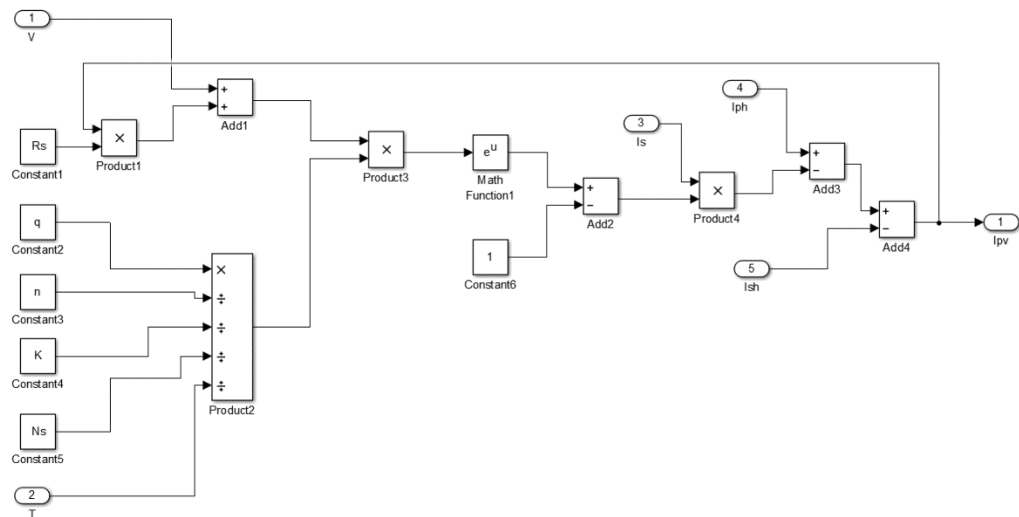 1
V
Rs
Constant1
×
Product1
+
+
Add1
q
Constant2
n
Constant3
K
Constant4
Ns
Constant5
2
T
×
÷
÷
÷
÷
Product2
×
Product3
e^u
Math
Function1
1
Constant6
+
−
Add2
3
Is
×
Product4
4
Iph
+
−
Add3
5
Ish
+
−
Add4
1
Ipv